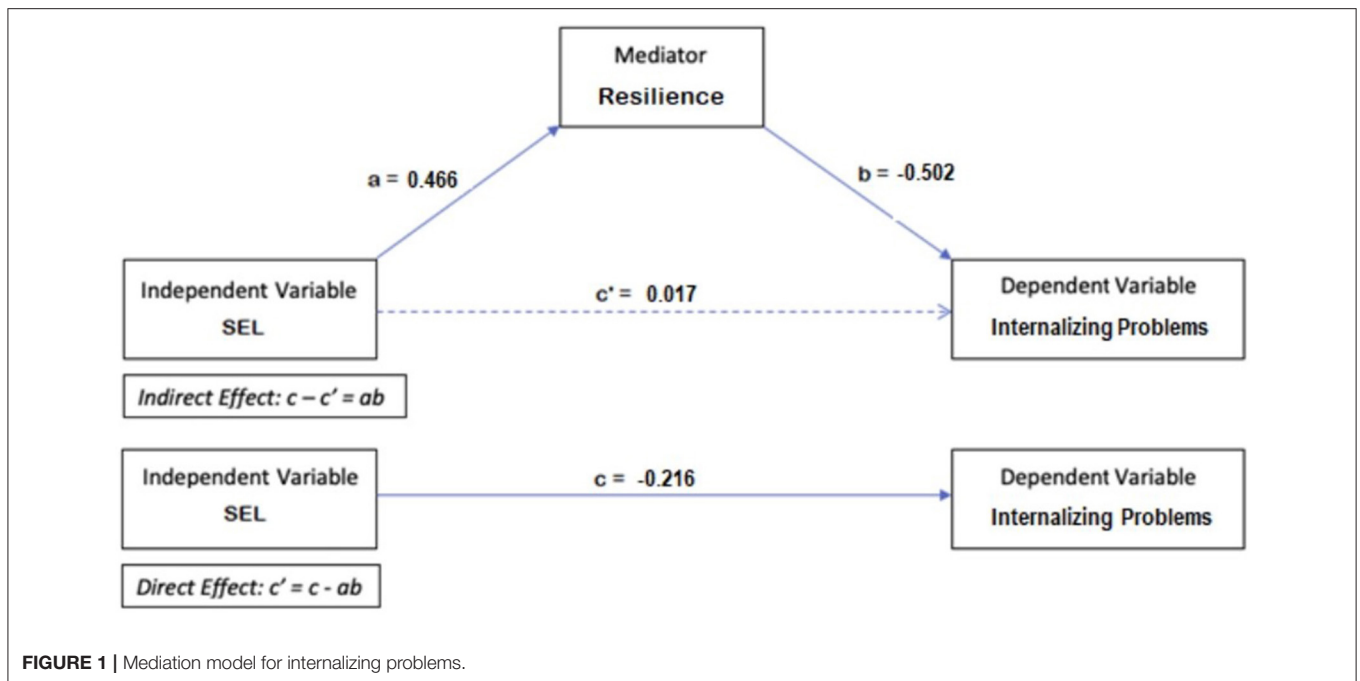 Mediator
Resilience
a = 0.466
b = -0.502
Independent Variable
SEL
c' = 0.017
Dependent Variable
Internalizing Problems
Indirect Effect: c – c′ = ab
Independent Variable
SEL
c = -0.216
Dependent Variable
Internalizing Problems
Direct Effect: c′ = c - ab
FIGURE 1 | Mediation model for internalizing problems.